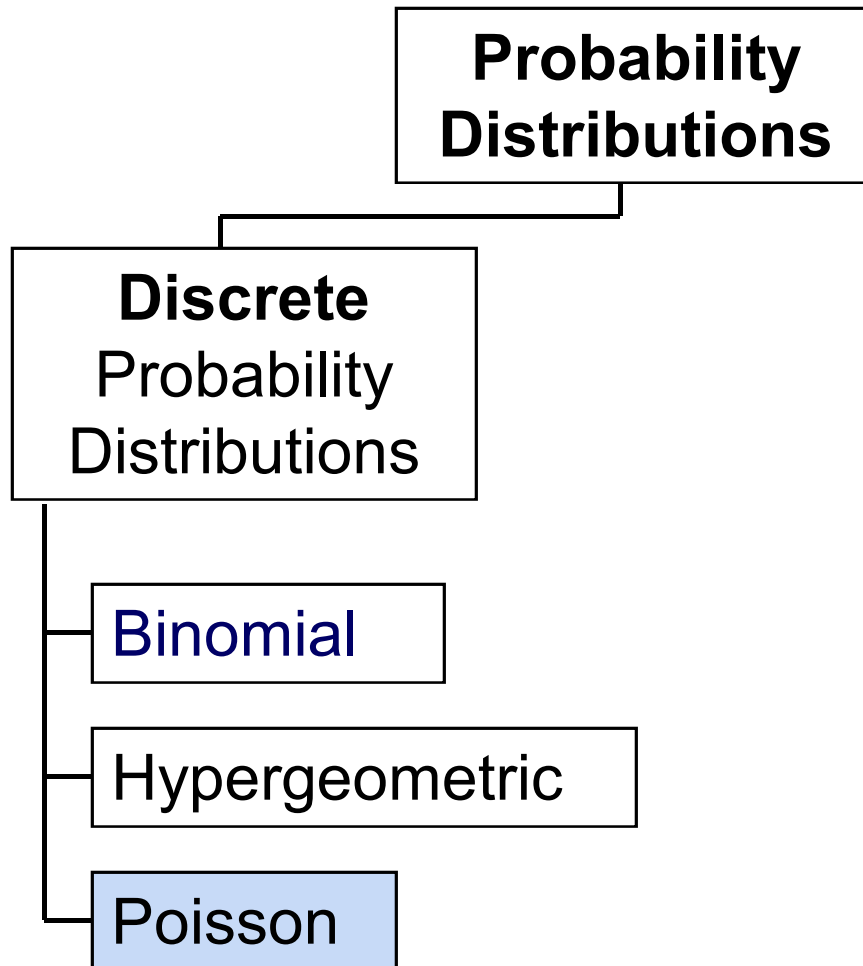 Probability
Distributions
Discrete
Probability
Distributions
Binomial
Hypergeometric
Poisson